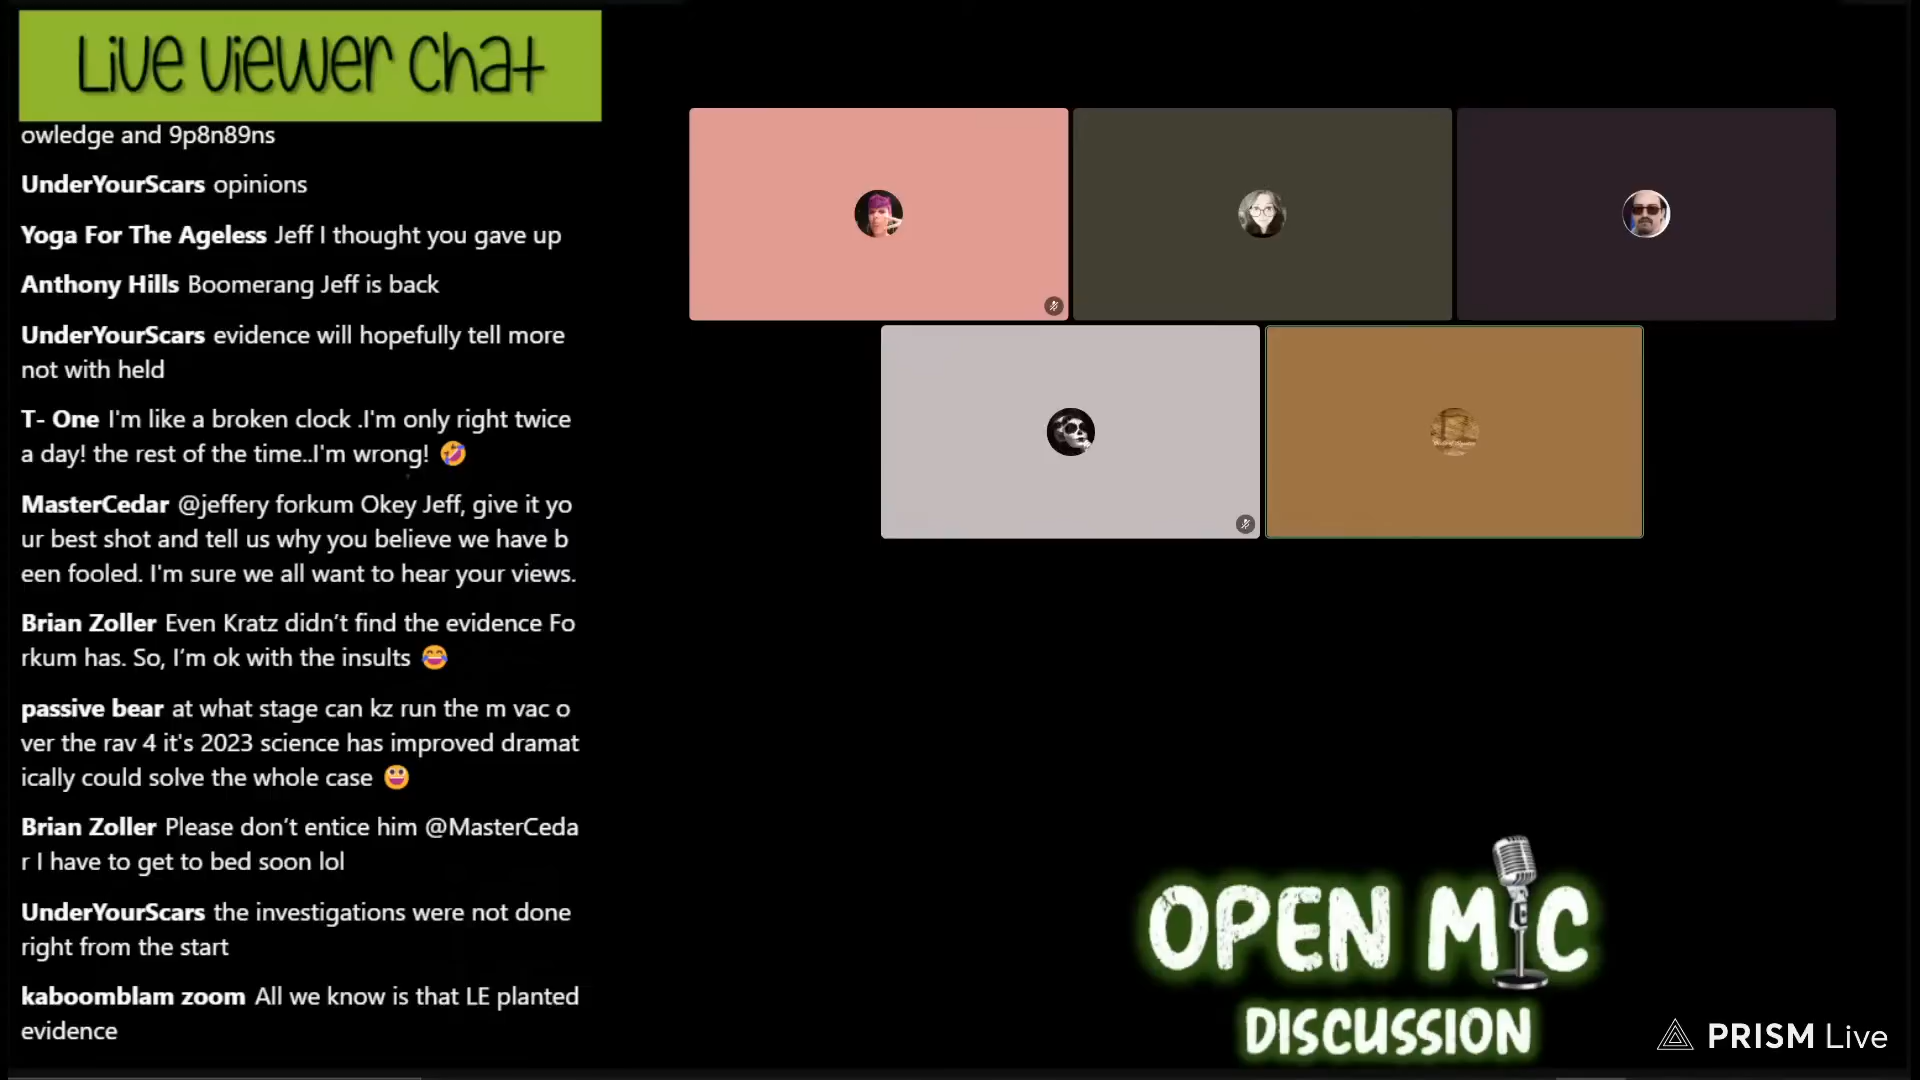 Live Viewer Chat
owledge and 9p8n89ns
UnderYourScars opinions
Yoga For The Ageless Jeff I thought you gave up
Anthony Hills Boomerang Jeff is back
UnderYourScars evidence will hopefully tell more
not with held
T- One I'm like a broken clock .I'm only right twice
a day! the rest of the time..I'm wrong! 🤣
MasterCedar @jeffery forkum Okey Jeff, give it yo
ur best shot and tell us why you believe we have b
een fooled. I'm sure we all want to hear your views.
Brian Zoller Even Kratz didn’t find the evidence Fo
rkum has. So, I’m ok with the insults 😂
passive bear at what stage can kz run the m vac o
ver the rav 4 it's 2023 science has improved dramat
ically could solve the whole case 😀
Brian Zoller Please don’t entice him @MasterCeda
r I have to get to bed soon lol
UnderYourScars the investigations were not done
right from the start
kaboomblam zoom All we know is that LE planted
evidence
OPEN MIC
DISCUSSION
PRISM Live